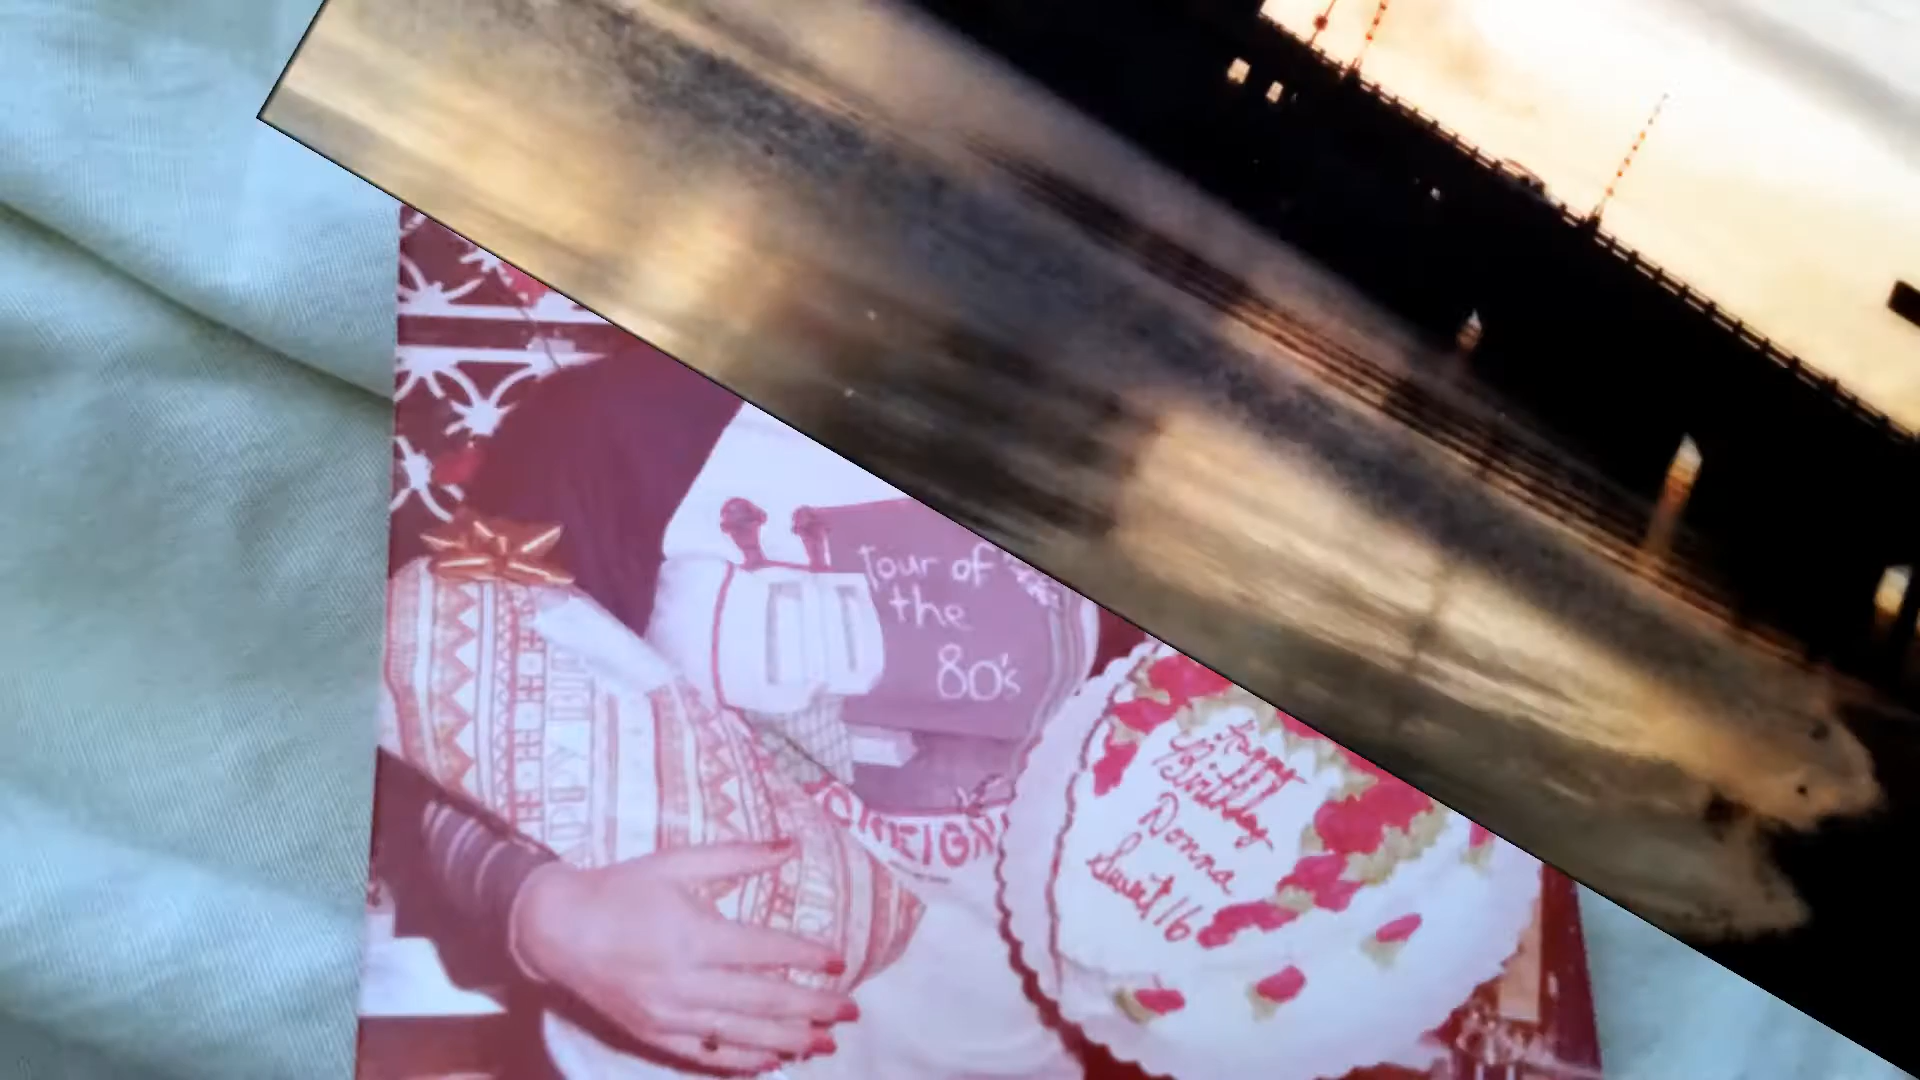 Tour of
the
80's
Happy
Birthday
Donna
Sweet 16